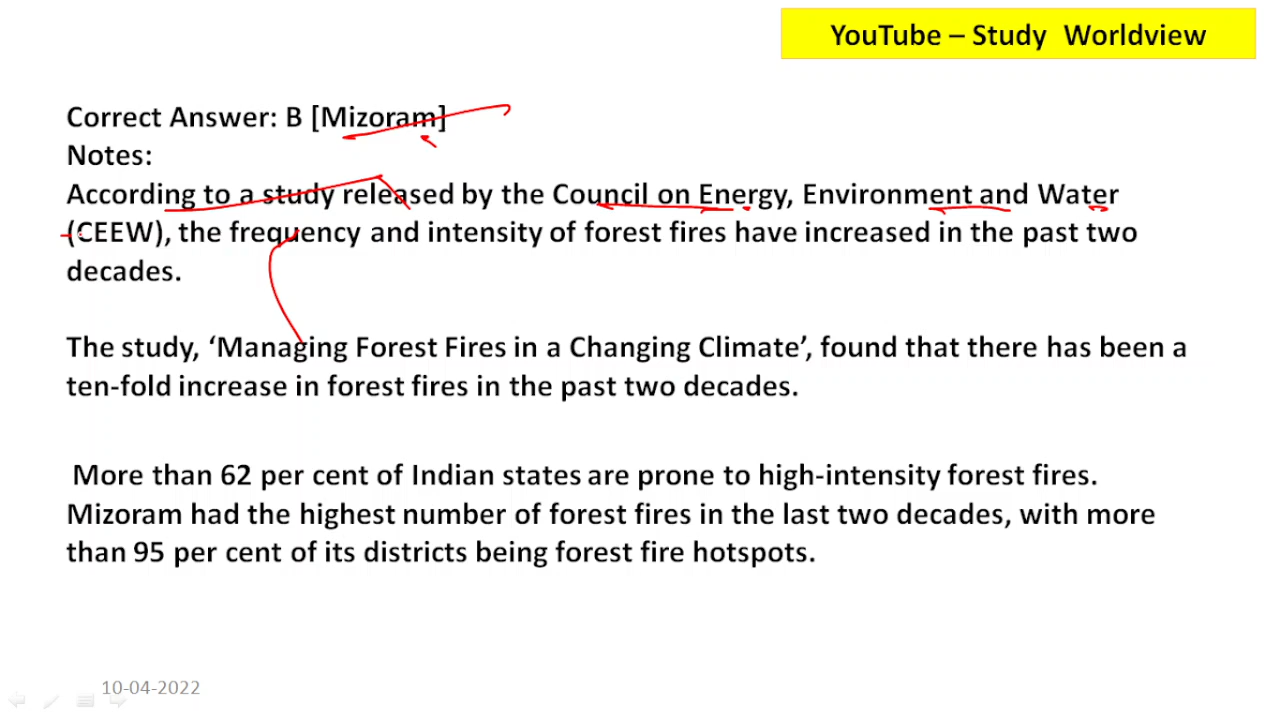 YouTube – Study Worldview
Correct Answer: B [Mizoram]
Notes:
According to a study released by the Council on Energy, Environment and Water
(CEEW), the frequency and intensity of forest fires have increased in the past two
decades.
The study, ‘Managing Forest Fires in a Changing Climate’, found that there has been a
ten-fold increase in forest fires in the past two decades.
More than 62 per cent of Indian states are prone to high-intensity forest fires.
Mizoram had the highest number of forest fires in the last two decades, with more
than 95 per cent of its districts being forest fire hotspots.
10-04-2022